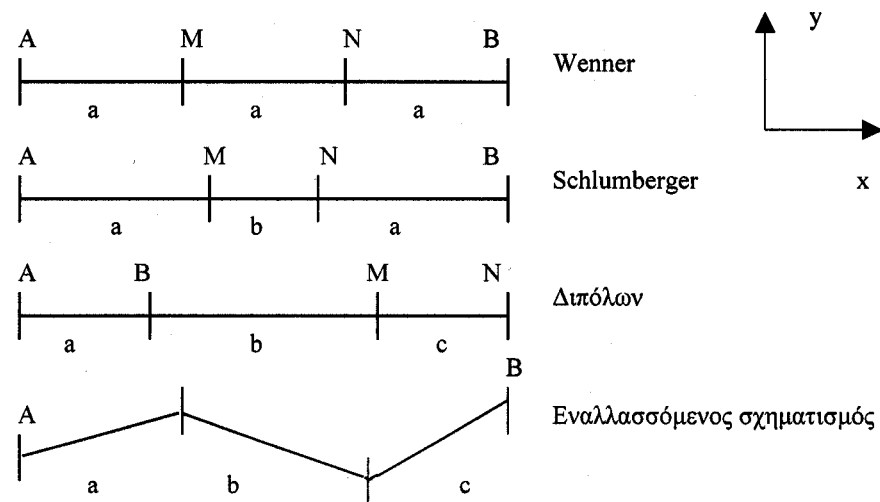 A M N B
Wenner
a a a
y
x
A M N B
Schlumberger
a b a
A B M N
Διπόλων
a b c
A B
Εναλλασσόμενος σχηματισμός
a b c